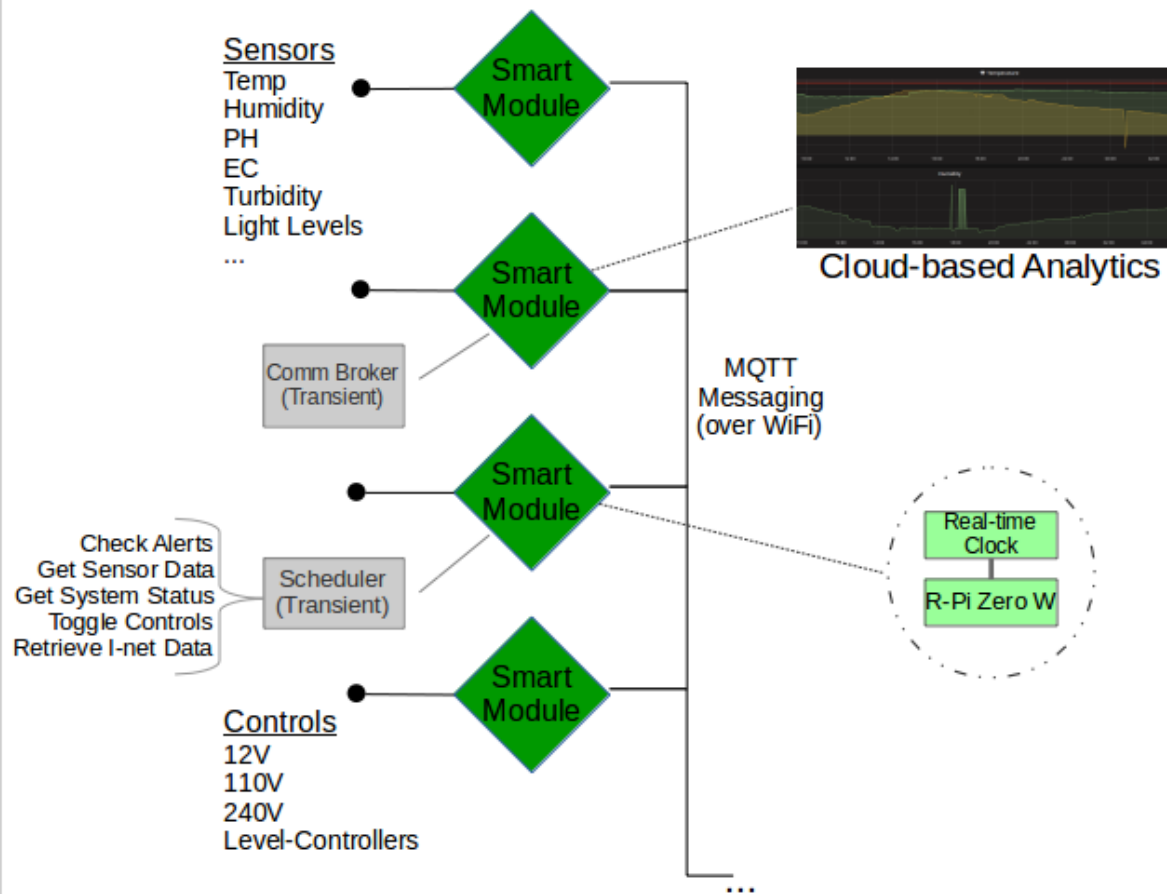 Sensors
Temp
Humidity
PH
EC
Turbidity
Light Levels
...
Smart
Module
Temperature
Humidity
Cloud-based Analytics
Smart
Module
Comm Broker
(Transient)
MQTT
Messaging
(over WiFi)
Smart
Module
Check Alerts
Get Sensor Data
Get System Status
Toggle Controls
Retrieve I-net Data
Scheduler
(Transient)
Real-time
Clock
R-Pi Zero W
Smart
Module
Controls
12V
110V
240V
Level-Controllers
...